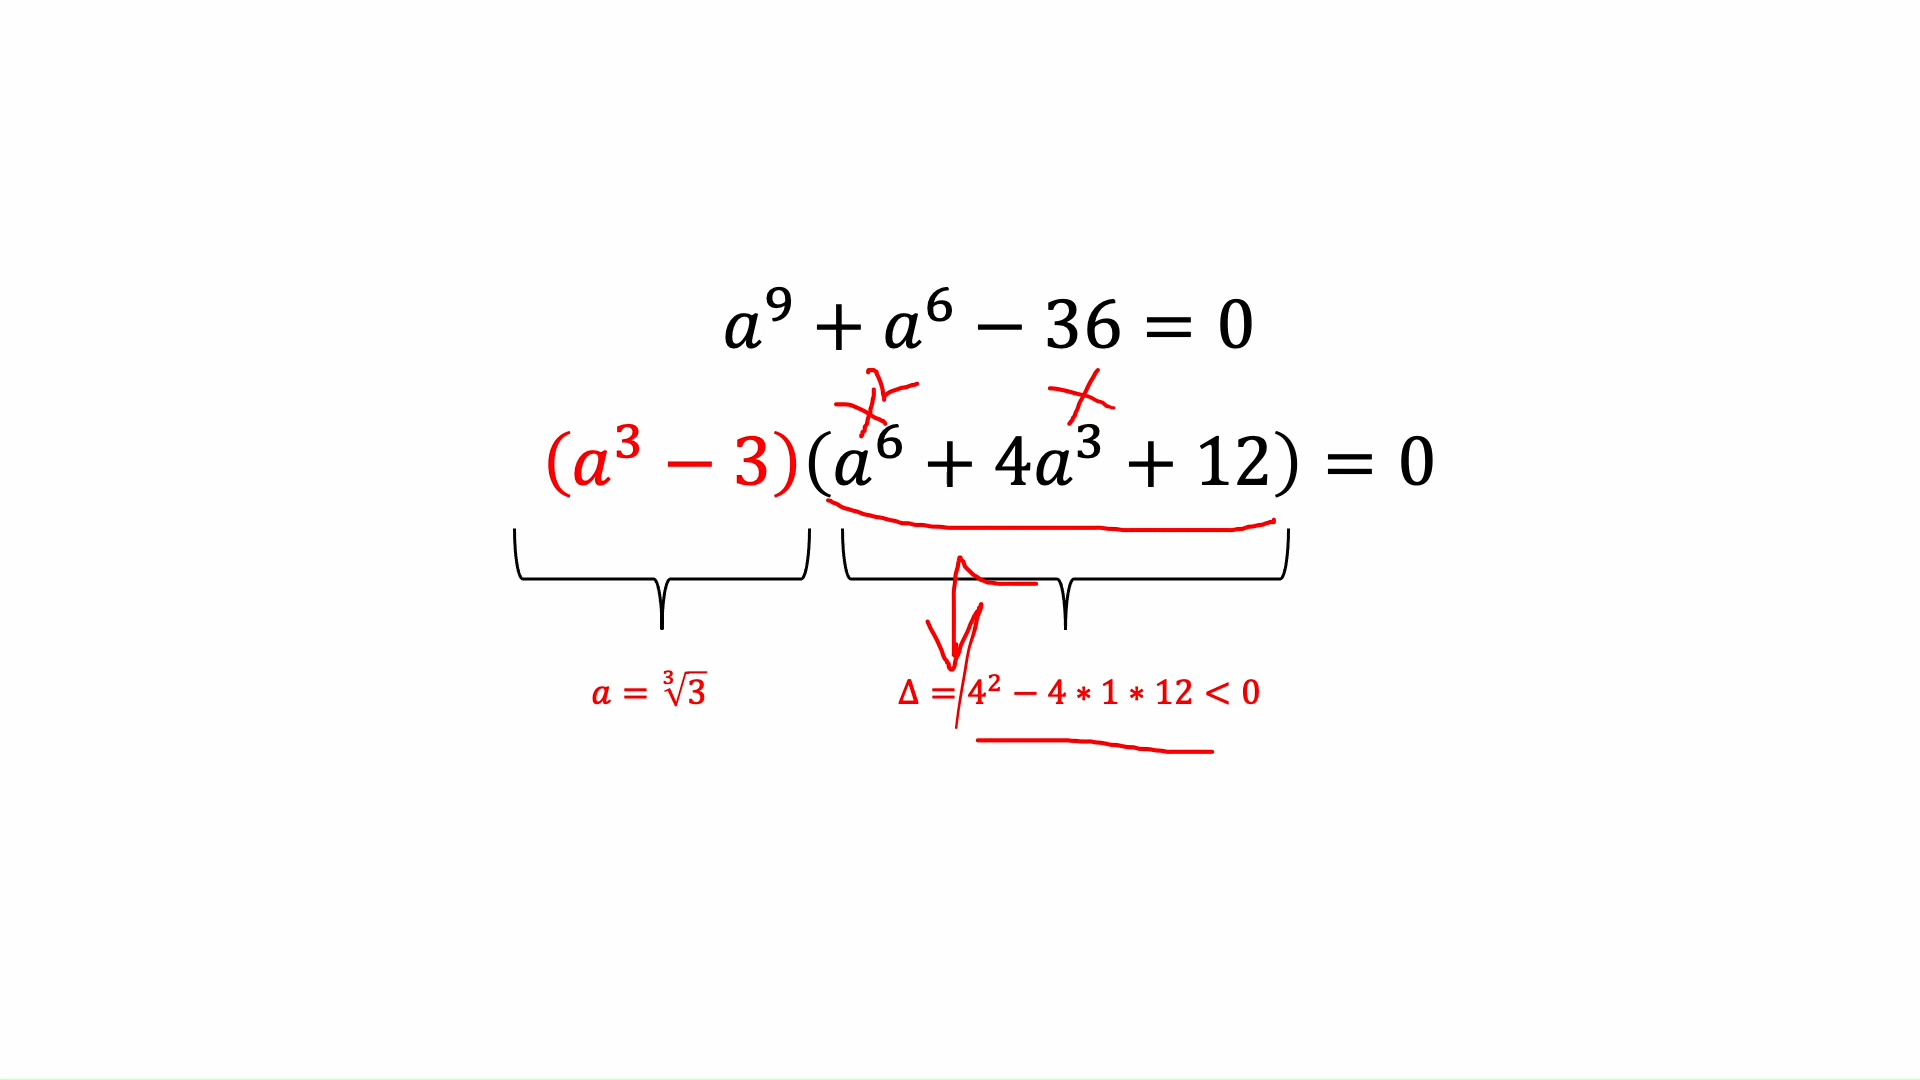 a⁹ + a⁶ − 36 = 0
(a³ − 3)(a⁶ + 4a³ + 12) = 0
a = ∛3
Δ = 4² − 4 * 1 * 12 < 0